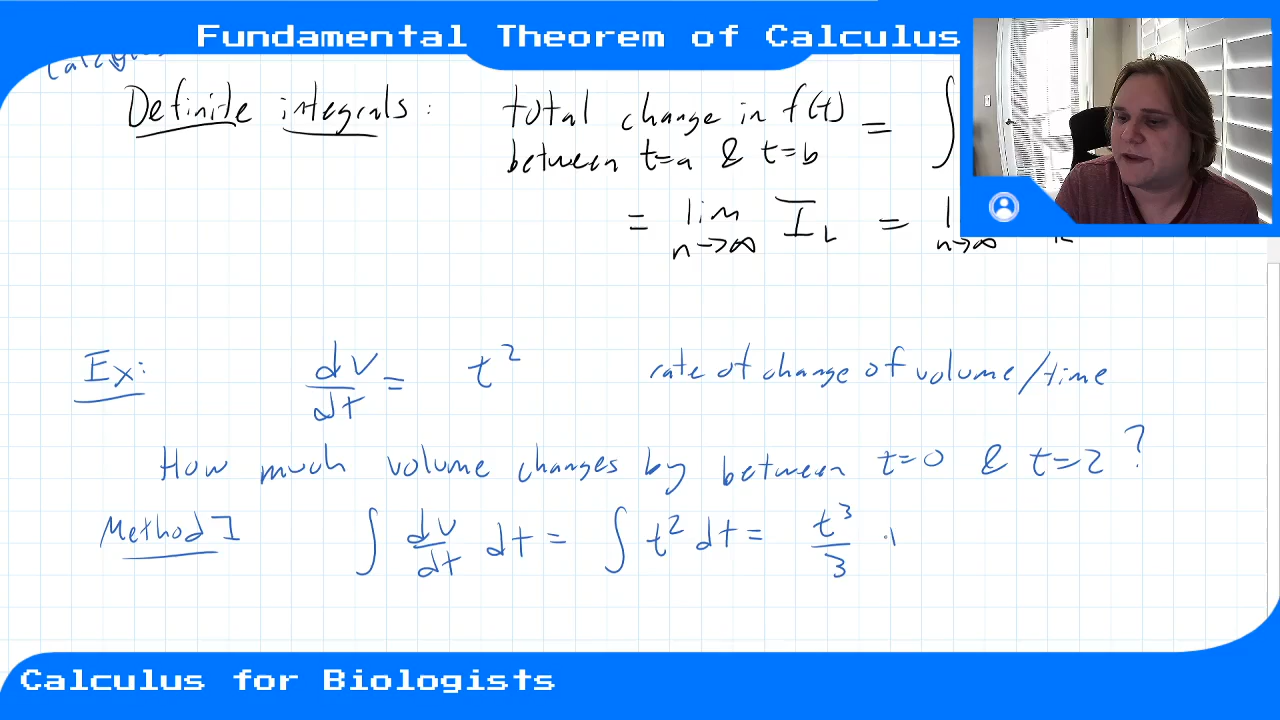 Fundamental Theorem of Calculus
Definite integrals : total change in f(t) = ∫
between t=a & t=b
= lim I_L = 
n→∞ n→∞
Ex: dV/dt = t² rate of change of volume/time
How much volume changes by between t=0 & t=2 ?
Method I ∫ dV/dt dt = ∫ t² dt = t³/3
Calculus for Biologists